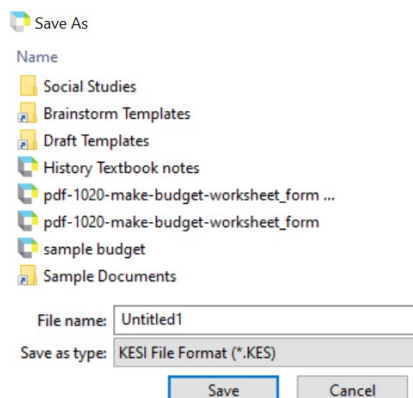 Save As
Name
Social Studies
Brainstorm Templates
Draft Templates
History Textbook notes
pdf-1020-make-budget-worksheet_form ...
pdf-1020-make-budget-worksheet_form
sample budget
Sample Documents
File name: Untitled1
Save as type: KESI File Format (*.KES)
Save Cancel